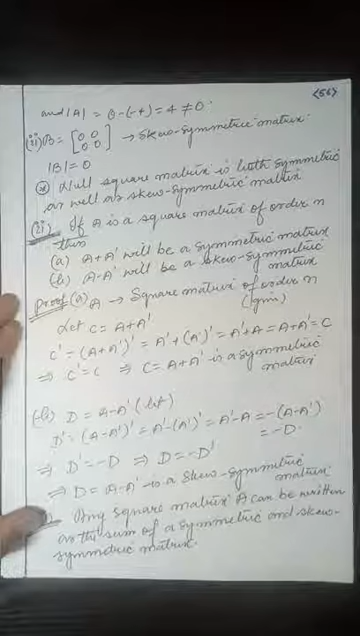 <56>
and |A| = 0-(-4) = 4 ≠ 0.
(ii) B = [0 0 0 0] → Skew-symmetric matrix.
|B| = 0
* Null square matrix is both symmetric
as well as skew-symmetric matrix
(ii) If A is a square matrix of order n
then
(a) A+A' will be a symmetric matrix
(b) A-A' will be a skew-symmetric
matrix
Proof (a) A → Square matrix of order n
(given)
Let C = A+A'
C' = (A+A')' = A'+(A')' = A'+A = A+A' = C
⇒ C' = C ⇒ C = A+A' is a symmetric
matrix
(b) D = A-A' (let)
D' = (A-A')' = A'-(A')' = A'-A = -(A-A')
= -D
⇒ D' = -D ⇒ D = -D'
⇒ D = A-A' is a skew-symmetric
matrix
Any square matrix A can be written
as the sum of a symmetric and skew-
symmetric matrix.